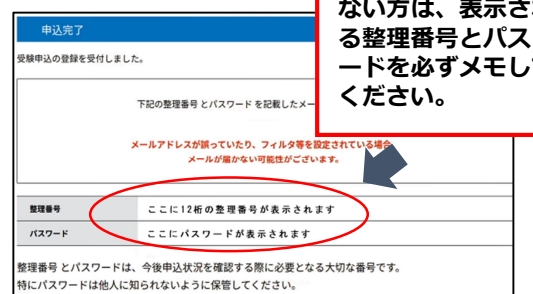 ない方は、表示され
る整理番号とパス
ードを必ずメモし
ください。
申込完了
受験申込の登録を受付しました。
下記の整理番号 とパスワード を記載したメー
メールアドレスが誤っていたり、フィルタ等を設定されている場合
メールが届かない可能性がございます。
整理番号 ここに12桁の整理番号が表示されます
パスワード ここにパスワードが表示されます
整理番号 とパスワードは、今後申込状況を確認する際に必要となる大切な番号です。
特にパスワードは他人に知られないように保管してください。